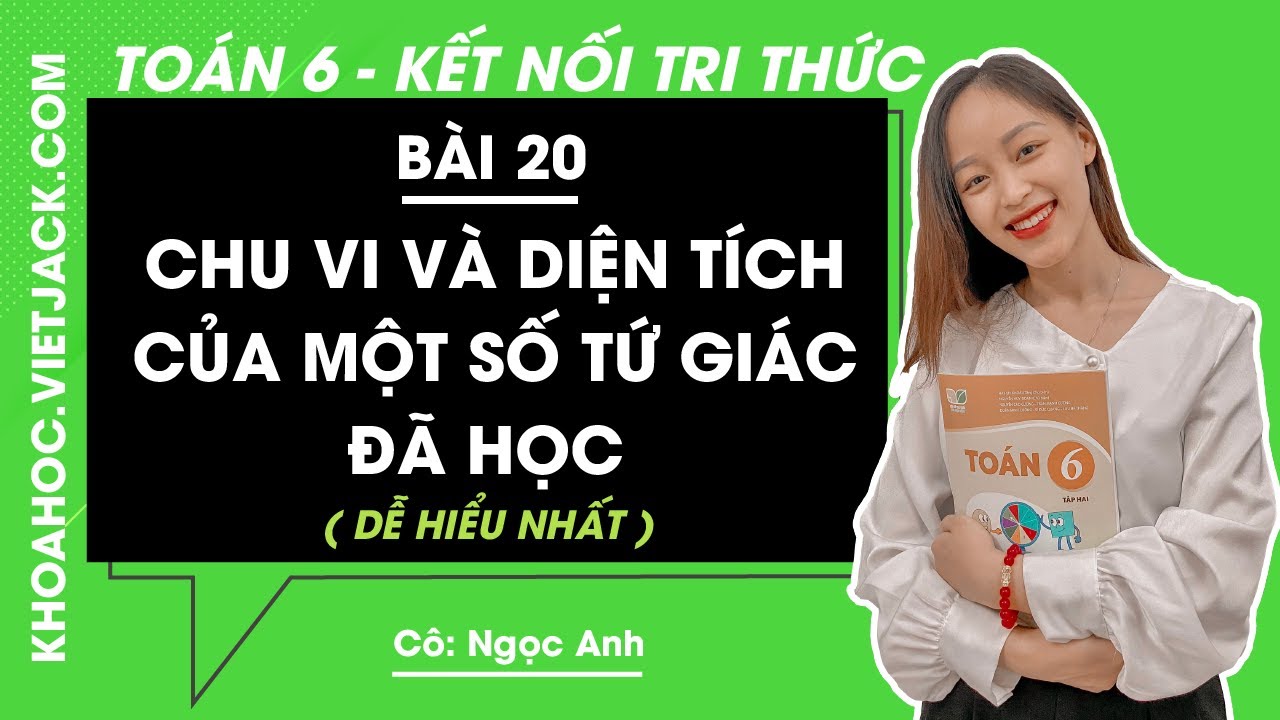 TOÁN 6 - KẾT NỐI TRI THỨC
KHOAHOC.VIETJACK.COM
BÀI 20
CHU VI VÀ DIỆN TÍCH
CỦA MỘT SỐ TỨ GIÁC
ĐÃ HỌC
( DỄ HIỂU NHẤT )
Cô: Ngọc Anh
TOÁN 6
TẬP HAI